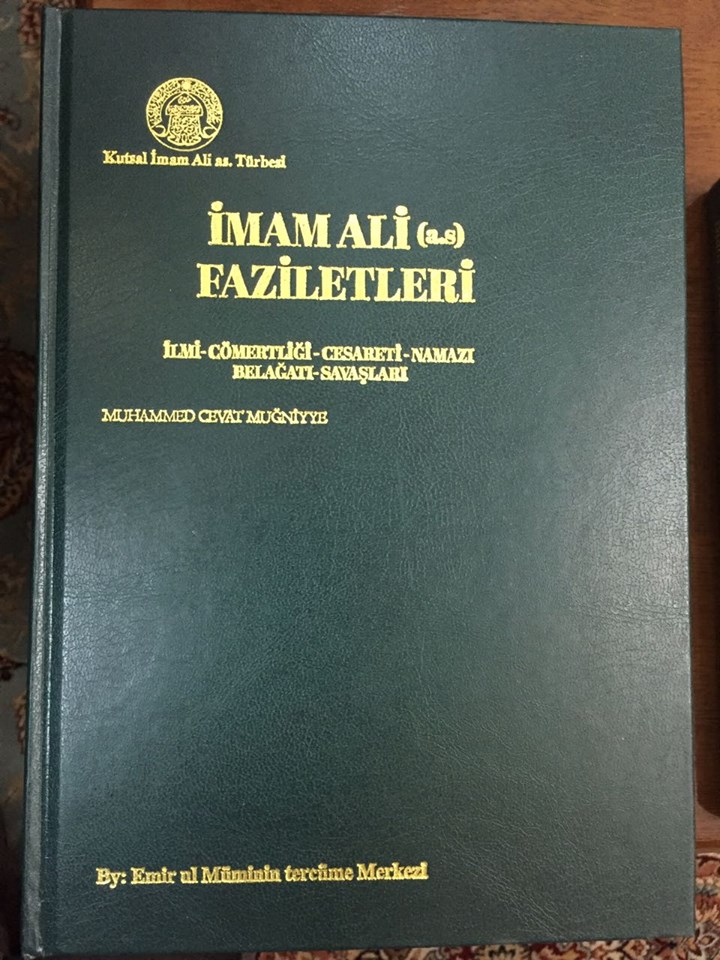 Kutsal İmam Ali as. Türbesi
İMAM ALİ (a.s)
FAZİLETLERİ
İLMİ-CÖMERTLİĞİ-CESARETİ-NAMAZI
BELAĞATI-SAVAŞLARI
MUHAMMED CEVAT MUĞNİYYE
By: Emir ul Müminin tercüme Merkezi